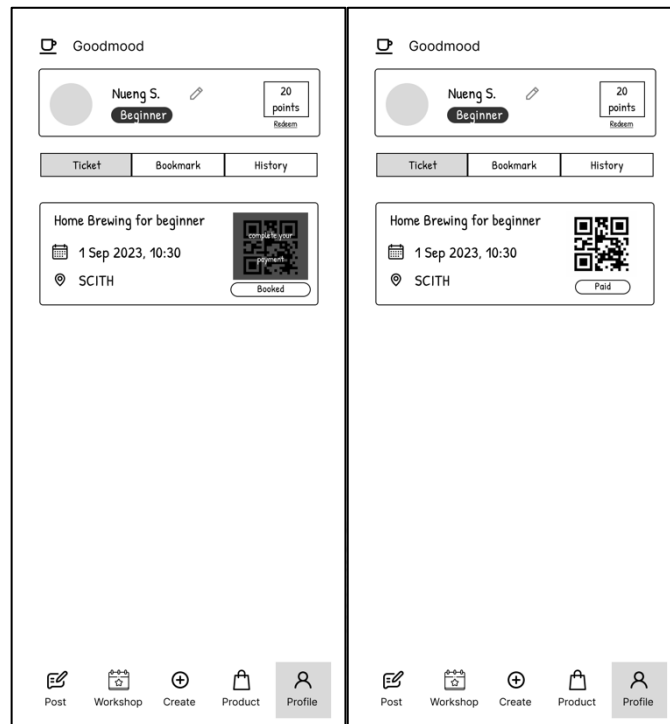 Goodmood
Nueng S.
Beginner
20
points
Redeem
Ticket Bookmark History
Home Brewing for beginner
1 Sep 2023, 10:30
SCITH
complete your
payment
Booked
Post Workshop Create Product Profile
Goodmood
Nueng S.
Beginner
20
points
Redeem
Ticket Bookmark History
Home Brewing for beginner
1 Sep 2023, 10:30
SCITH
Paid
Post Workshop Create Product Profile